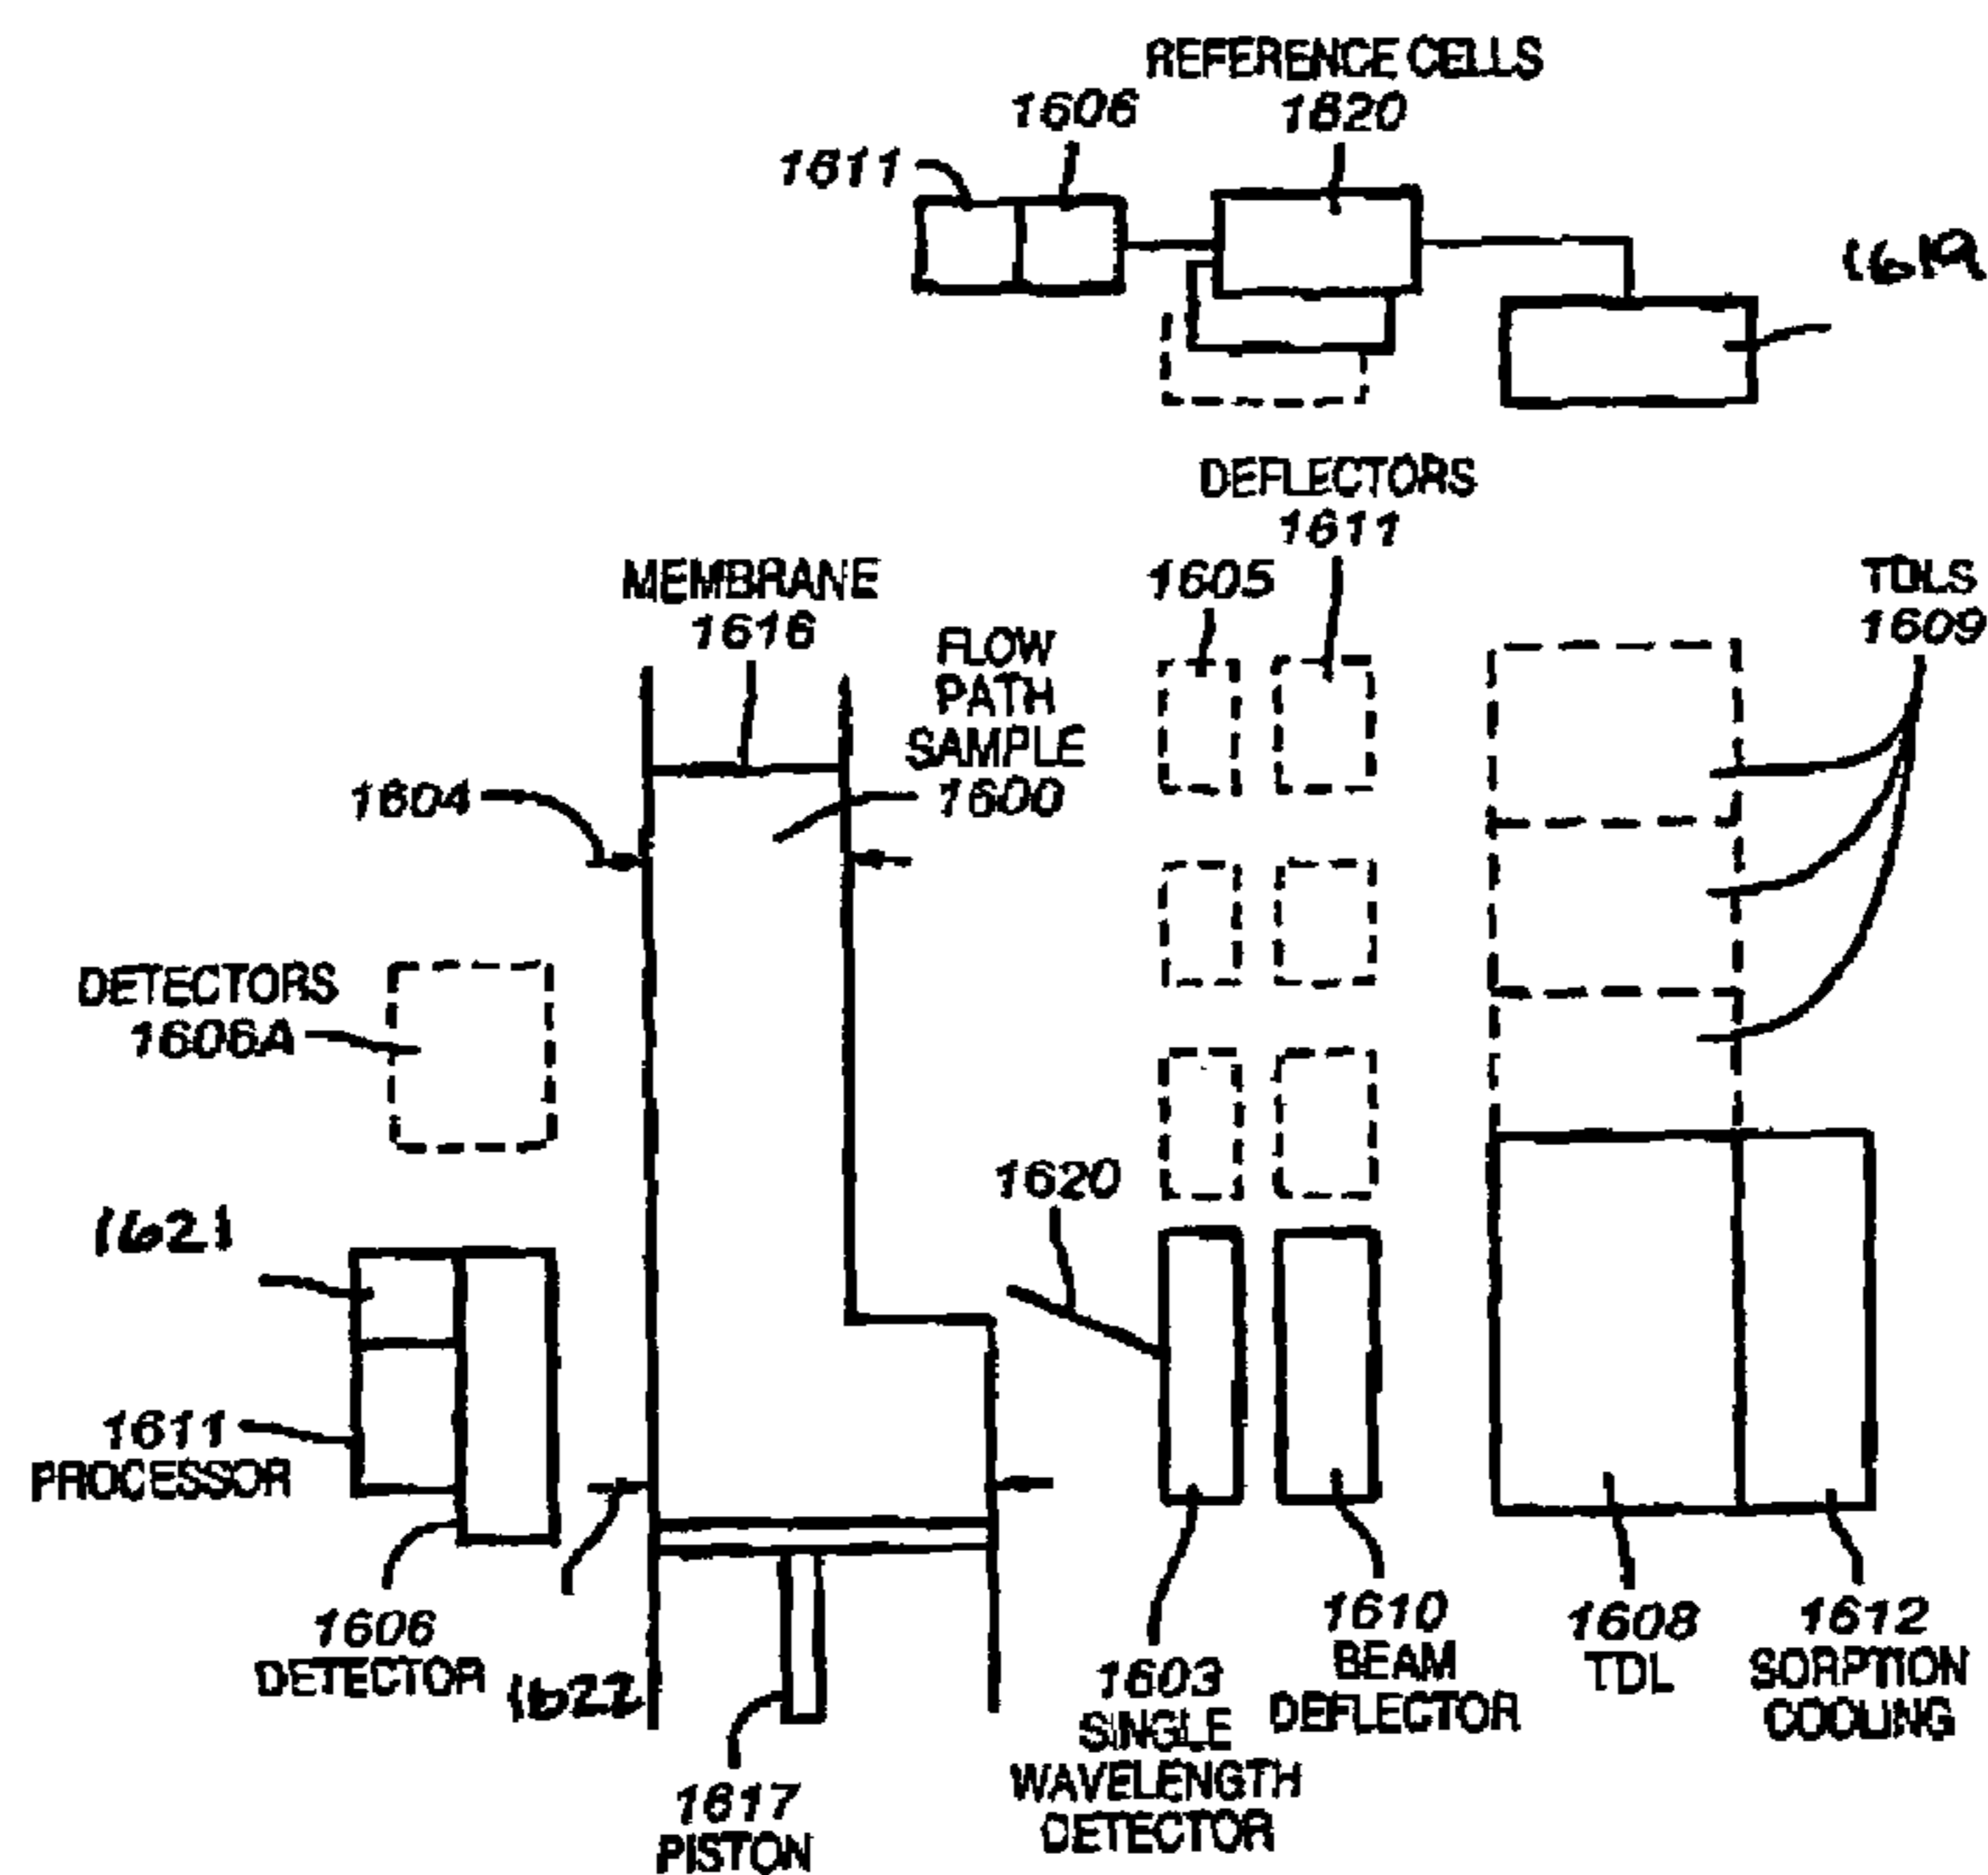 REFERENCE CELLS
1620
1606
1611
1619
DEFLECTORS
1611
MEMBRANE
1616
1605
TDLS
1609
FLOW
PATH
SAMPLE
1600
1604
DETECTORS
1606A
1620
1621
1611
PROCESSOR
1606
DETECTOR
1622
1610
BEAM
DEFLECTOR
1608
TDL
1612
SORPTION
COOLING
1603
SINGLE
WAVELENGTH
DETECTOR
1617
PISTON